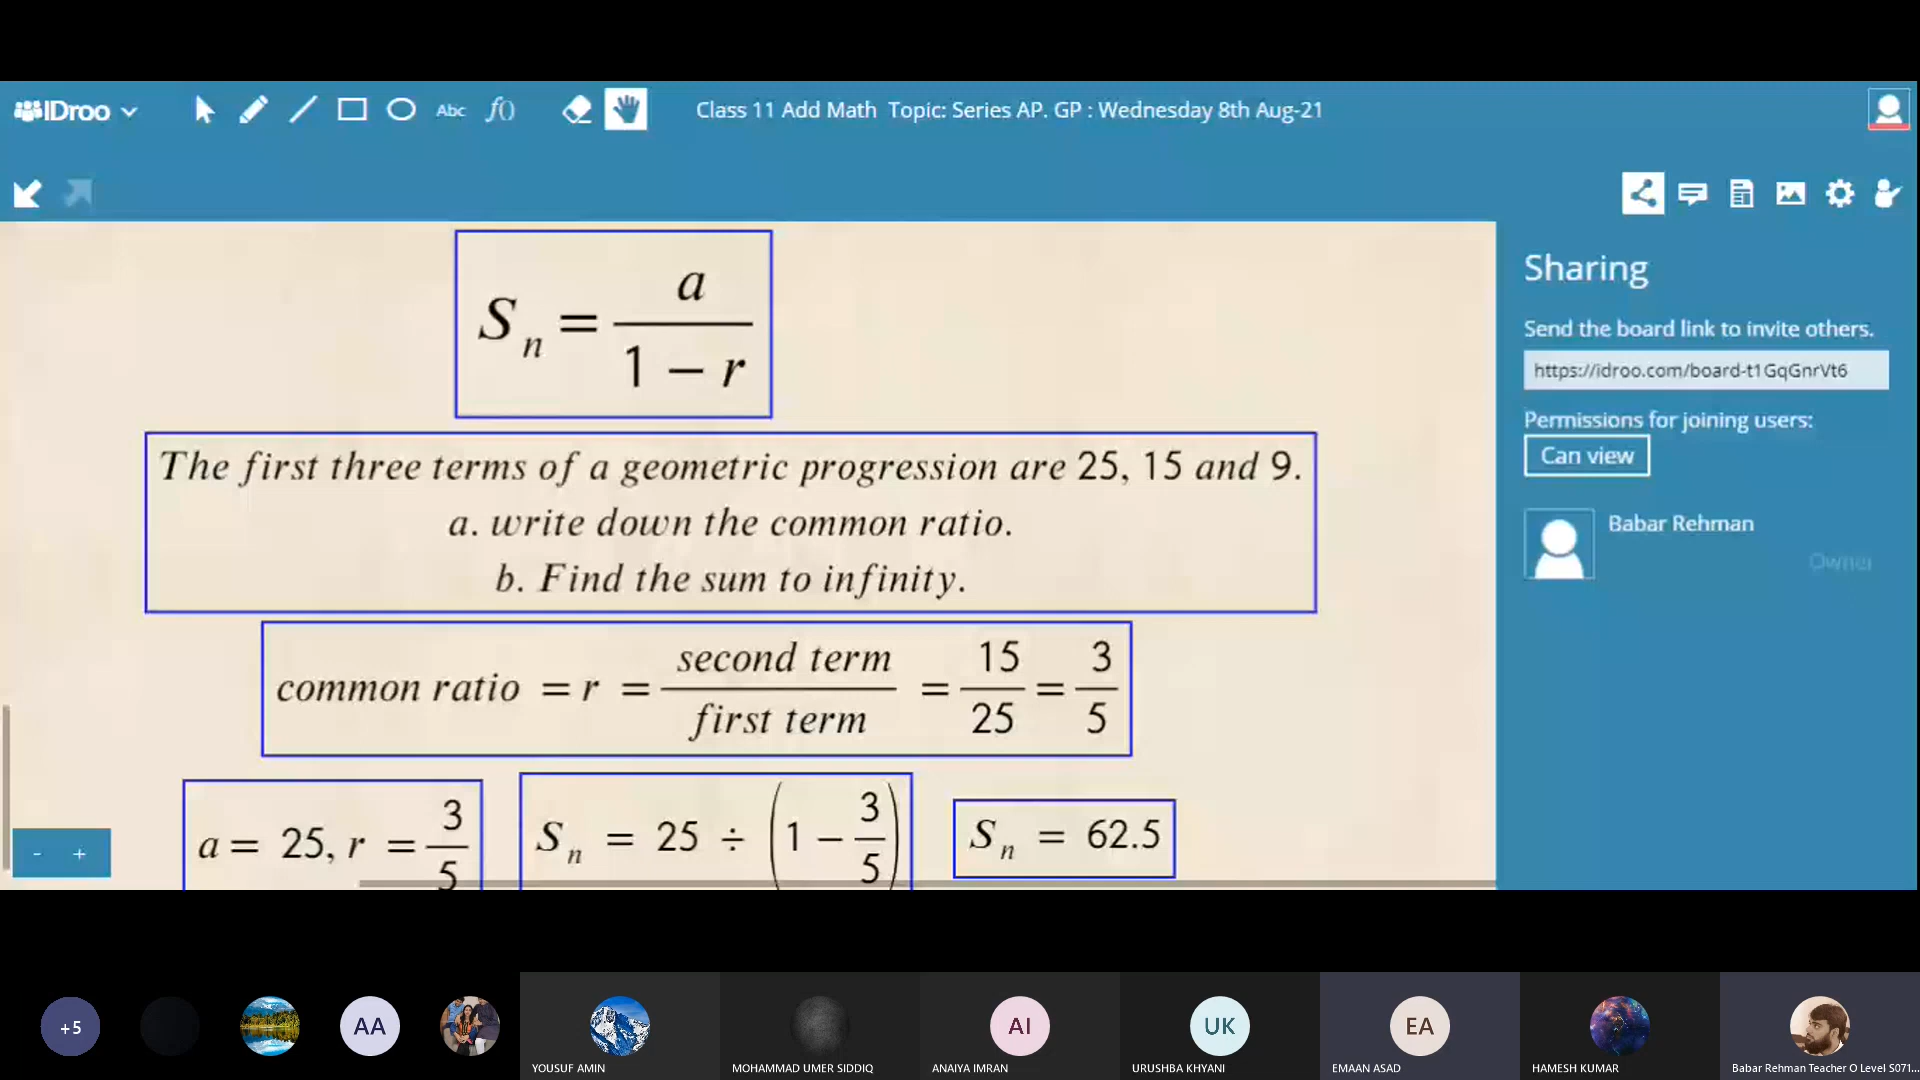 IDroo
Abc
f()
Class 11 Add Math Topic: Series AP. GP : Wednesday 8th Aug-21
S_n = a / (1 − r)
The first three terms of a geometric progression are 25, 15 and 9.
a. write down the common ratio.
b. Find the sum to infinity.
common ratio = r = second term / first term = 15/25 = 3/5
a = 25, r = 3/5
S_n = 25 ÷ (1 − 3/5)
S_n = 62.5
- +
Sharing
Send the board link to invite others.
https://idroo.com/board-t1GqGnrVt6
Permissions for joining users:
Can view
Babar Rehman
Owner
+5
AA
AI
UK
EA
YOUSUF AMIN
MOHAMMAD UMER SIDDIQ
ANAIYA IMRAN
URUSHBA KHYANI
EMAAN ASAD
HAMESH KUMAR
Babar Rehman Teacher O Level S071...